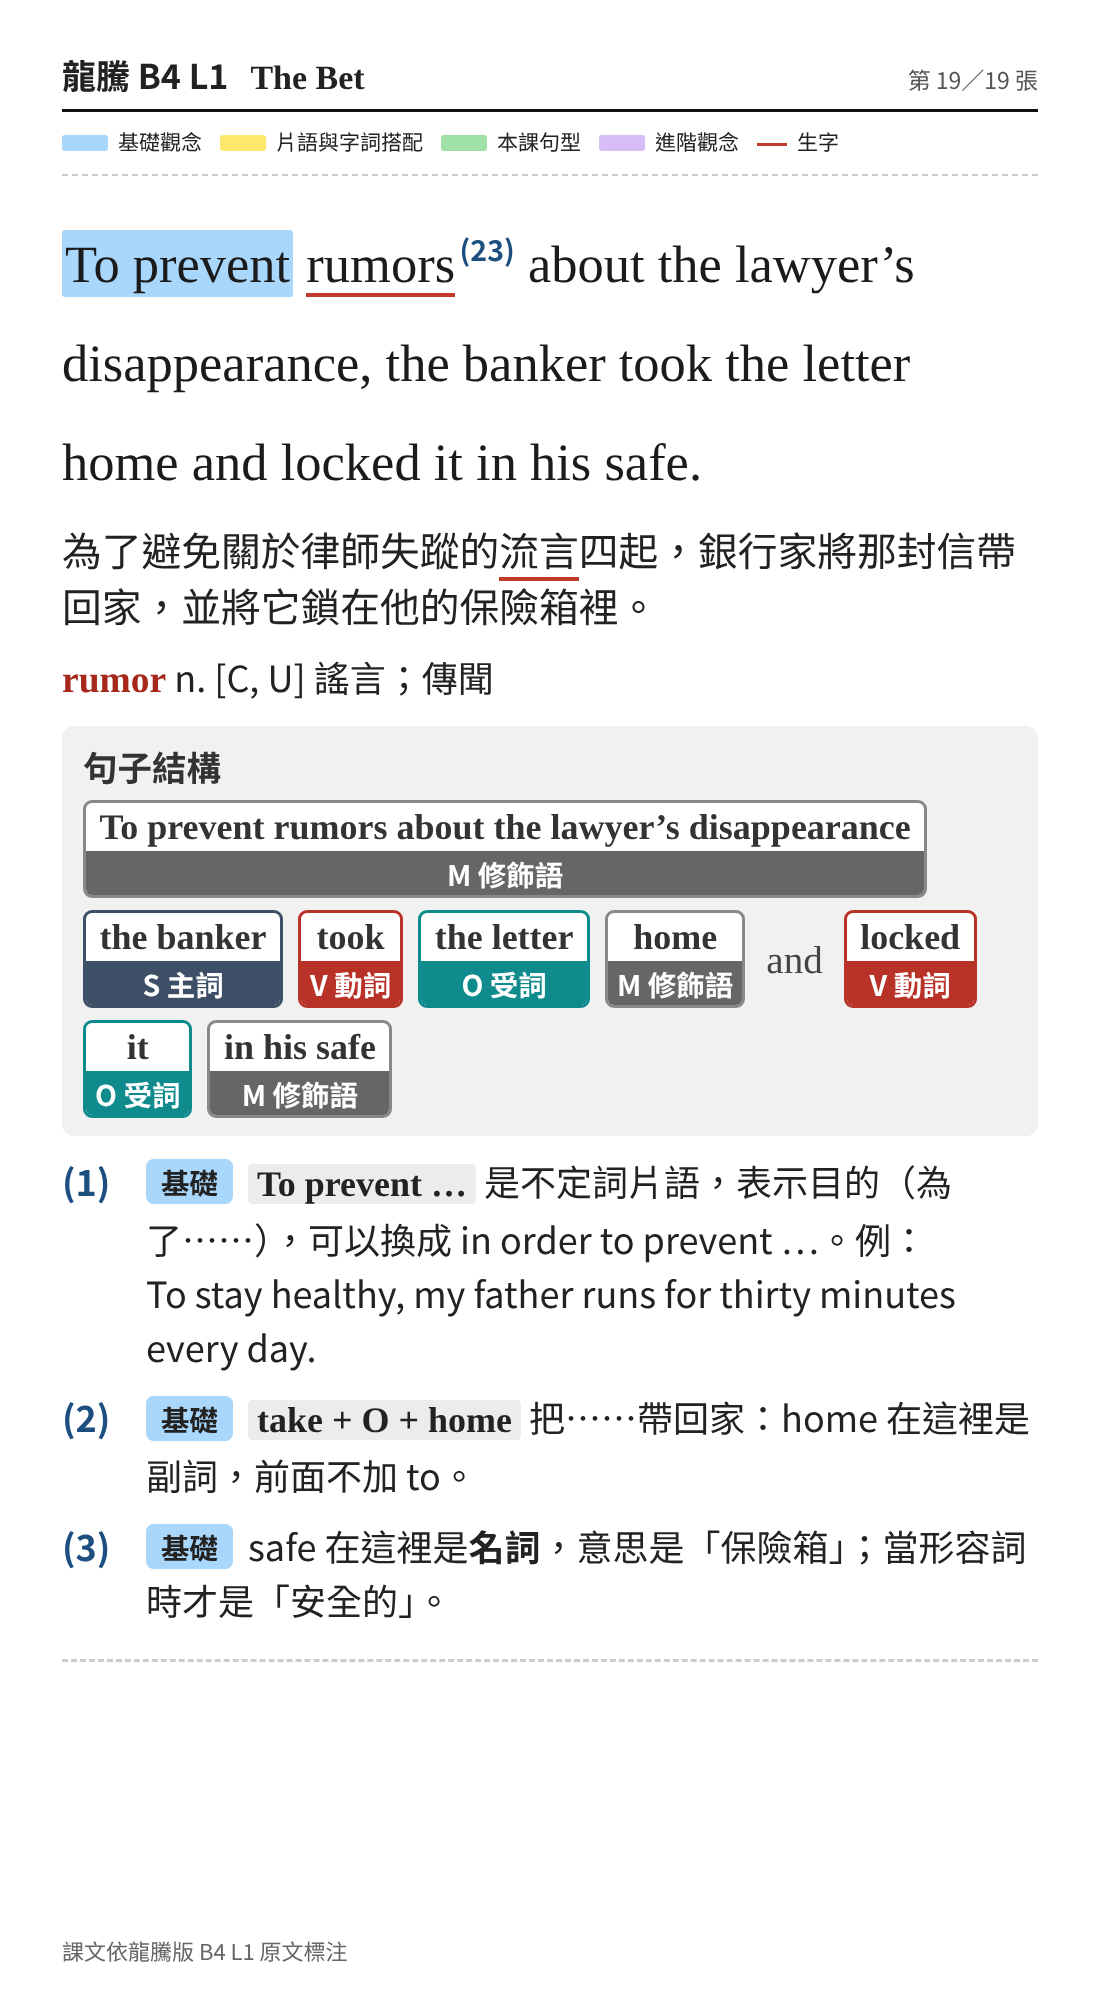 龍騰 B4 L1 The Bet
第 19／19 張
基礎觀念 片語與字詞搭配 本課句型 進階觀念 生字
To prevent rumors(23) about the lawyer’s
disappearance, the banker took the letter
home and locked it in his safe.
為了避免關於律師失蹤的流言四起，銀行家將那封信帶
回家，並將它鎖在他的保險箱裡。
rumor n. [C, U] 謠言；傳聞
句子結構
To prevent rumors about the lawyer’s disappearance
M 修飾語
the banker took the letter home and locked
S 主詞 V 動詞 O 受詞 M 修飾語 V 動詞
it in his safe
O 受詞 M 修飾語
(1) 基礎 To prevent … 是不定詞片語，表示目的（為
了……），可以換成 in order to prevent …。例：
To stay healthy, my father runs for thirty minutes
every day.
(2) 基礎 take + O + home 把……帶回家：home 在這裡是
副詞，前面不加 to。
(3) 基礎 safe 在這裡是名詞，意思是「保險箱」；當形容詞
時才是「安全的」。
課文依龍騰版 B4 L1 原文標注